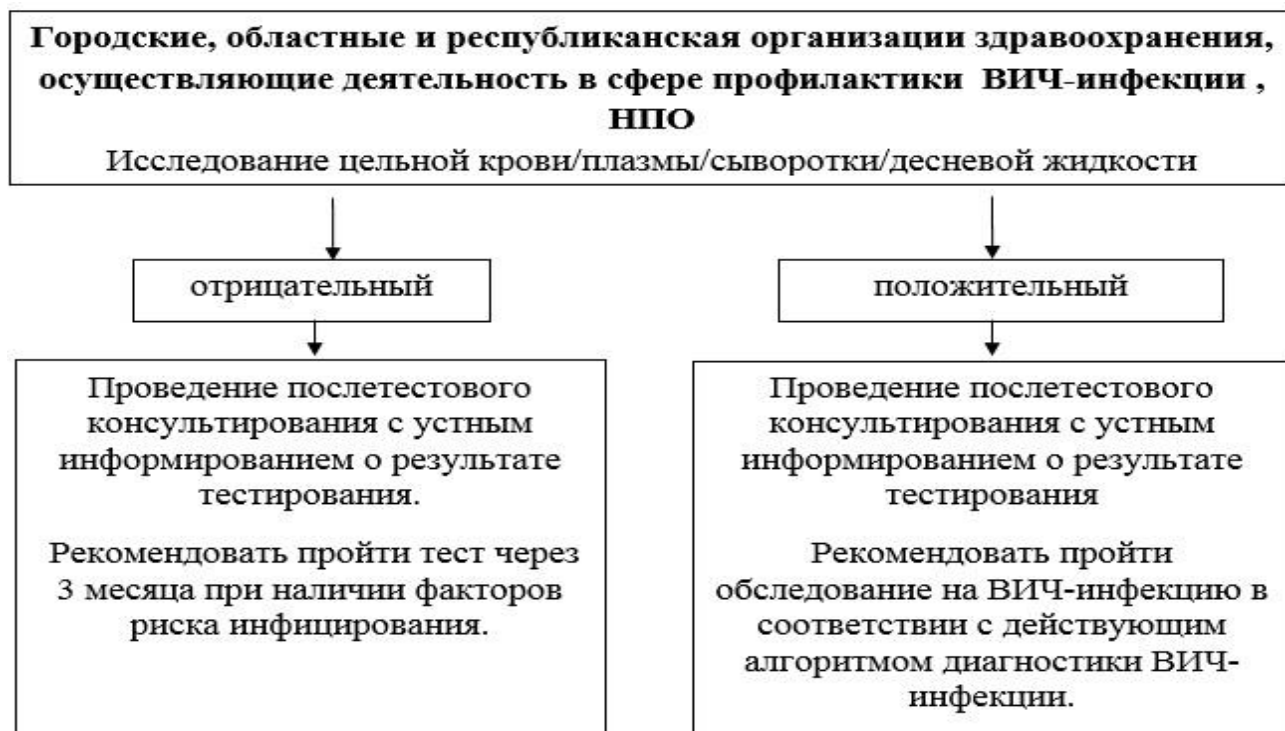 Городские, областные и республиканская организации здравоохранения,
осуществляющие деятельность в сфере профилактики ВИЧ-инфекции ,
НПО
Исследование цельной крови/плазмы/сыворотки/десневой жидкости
отрицательный
положительный
Проведение послетестового
консультирования с устным
информированием о результате
тестирования.
Рекомендовать пройти тест через
3 месяца при наличии факторов
риска инфицирования.
Проведение послетестового
консультирования с устным
информированием о результате
тестирования
Рекомендовать пройти
обследование на ВИЧ-инфекцию в
соответствии с действующим
алгоритмом диагностики ВИЧ-
инфекции.